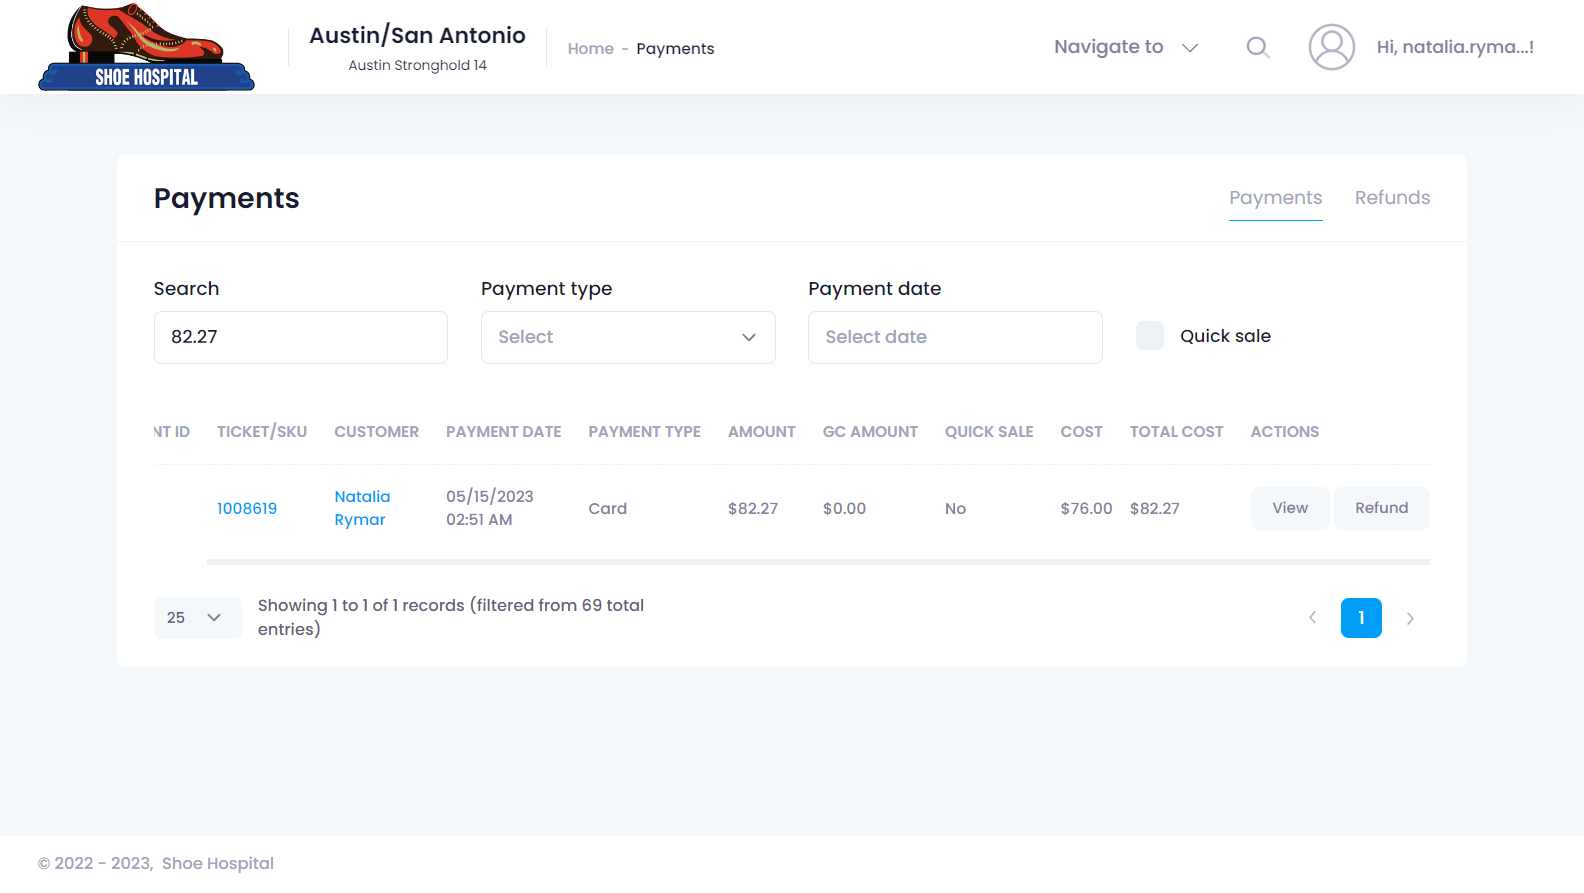 SHOE HOSPITAL
Austin/San Antonio
Austin Stronghold 14
Home - Payments
Navigate to
Hi, natalia.ryma...!
Payments
Payments
Refunds
Search
Payment type
Payment date
82.27
Select
Select date
Quick sale
NT ID TICKET/SKU CUSTOMER PAYMENT DATE PAYMENT TYPE AMOUNT GC AMOUNT QUICK SALE COST TOTAL COST ACTIONS
1008619 Natalia Rymar 05/15/2023 02:51 AM Card $82.27 $0.00 No $76.00 $82.27 View Refund
25
Showing 1 to 1 of 1 records (filtered from 69 total
entries)
1
© 2022 - 2023, Shoe Hospital